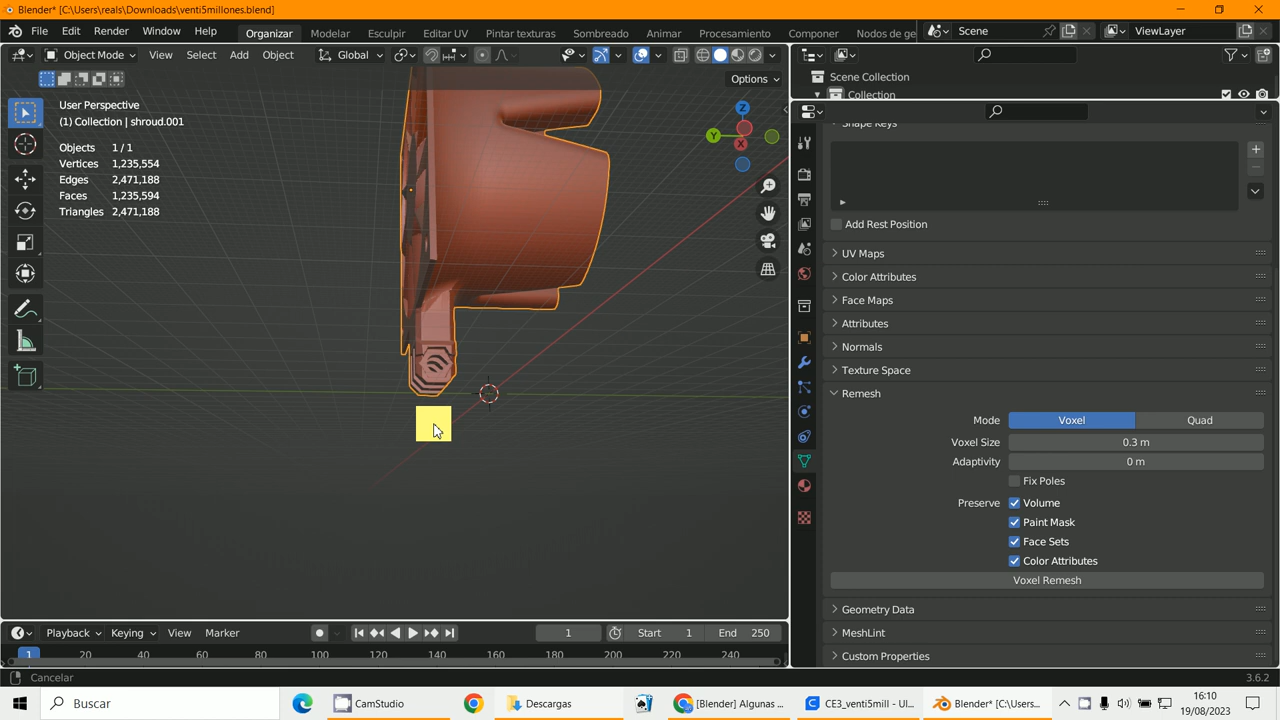 Blender* [C:\Users\reals\Downloads\venti5millones.blend]
File Edit Render Window Help Organizar Modelar Esculpir Editar UV Pintar texturas Sombreado Animar Procesamiento Componer Nodos de ge Scene ViewLayer
Object Mode View Select Add Object Global
Options
Scene Collection
Collection
User Perspective
(1) Collection | shroud.001
Objects 1 / 1
Vertices 1,235,554
Edges 2,471,188
Faces 1,235,594
Triangles 2,471,188
Z
Y
X
Shape Keys
Add Rest Position
UV Maps
Color Attributes
Face Maps
Attributes
Normals
Texture Space
Remesh
Mode Voxel Quad
Voxel Size 0.3 m
Adaptivity 0 m
Fix Poles
Preserve Volume
Paint Mask
Face Sets
Color Attributes
Voxel Remesh
Geometry Data
MeshLint
Custom Properties
Playback Keying View Marker 1 Start 1 End 250
1 20 40 60 80 100 120 140 160 180 200 220 240
Cancelar 3.6.2
Buscar CamStudio Descargas [Blender] Algunas ... CE3_venti5mill - Ul... Blender* [C:\Users...
16:10
19/08/2023